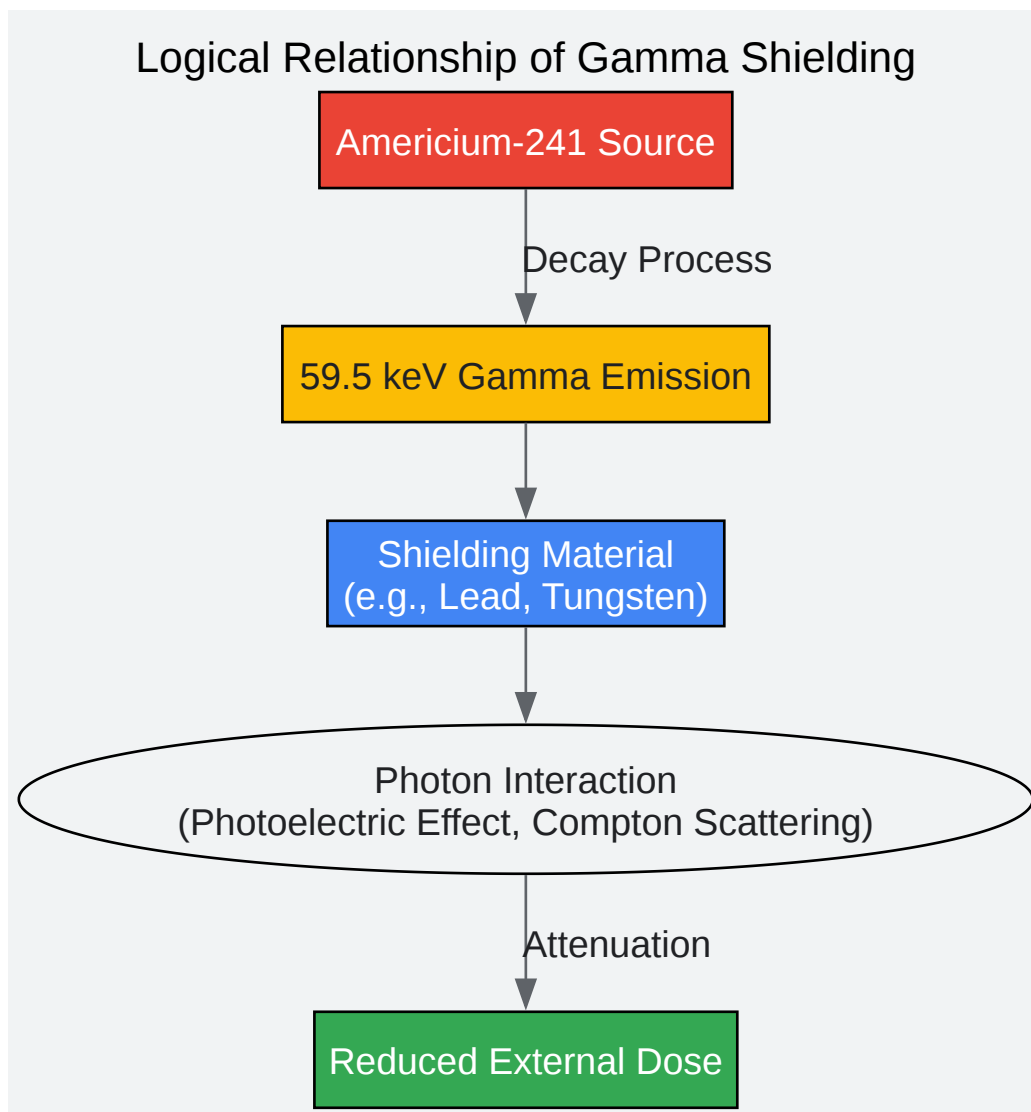 Logical Relationship of Gamma Shielding
Americium-241 Source
Decay Process
59.5 keV Gamma Emission
Shielding Material
(e.g., Lead, Tungsten)
Photon Interaction
(Photoelectric Effect, Compton Scattering)
Attenuation
Reduced External Dose